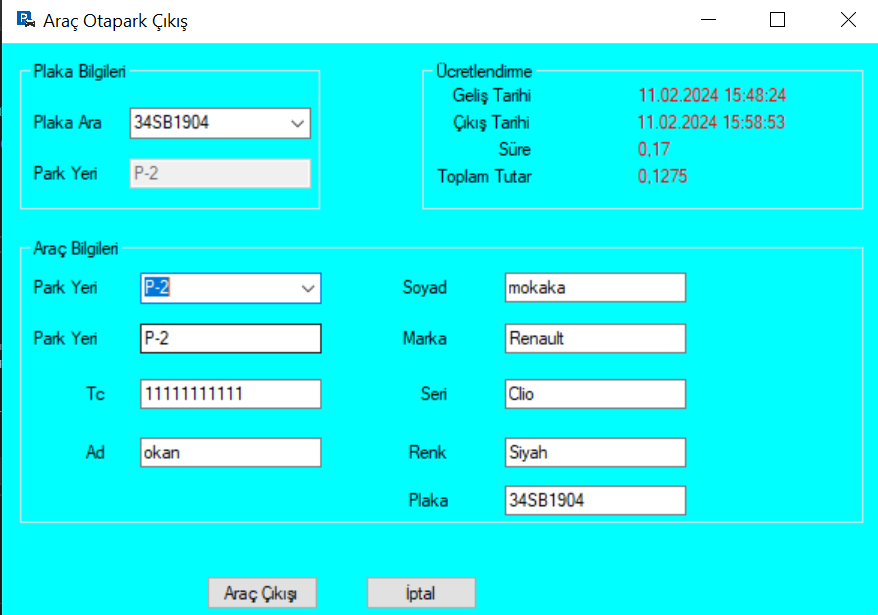 Araç Otapark Çıkış
Plaka Bilgileri
Plaka Ara 34SB1904
Park Yeri P-2
Ücretlendirme
Geliş Tarihi 11.02.2024 15:48:24
Çıkış Tarihi 11.02.2024 15:58:53
Süre 0,17
Toplam Tutar 0,1275
Araç Bilgileri
Park Yeri P-2
Soyad mokaka
Park Yeri P-2
Marka Renault
Tc 11111111111
Seri Clio
Ad okan
Renk Siyah
Plaka 34SB1904
Araç Çıkışı
İptal